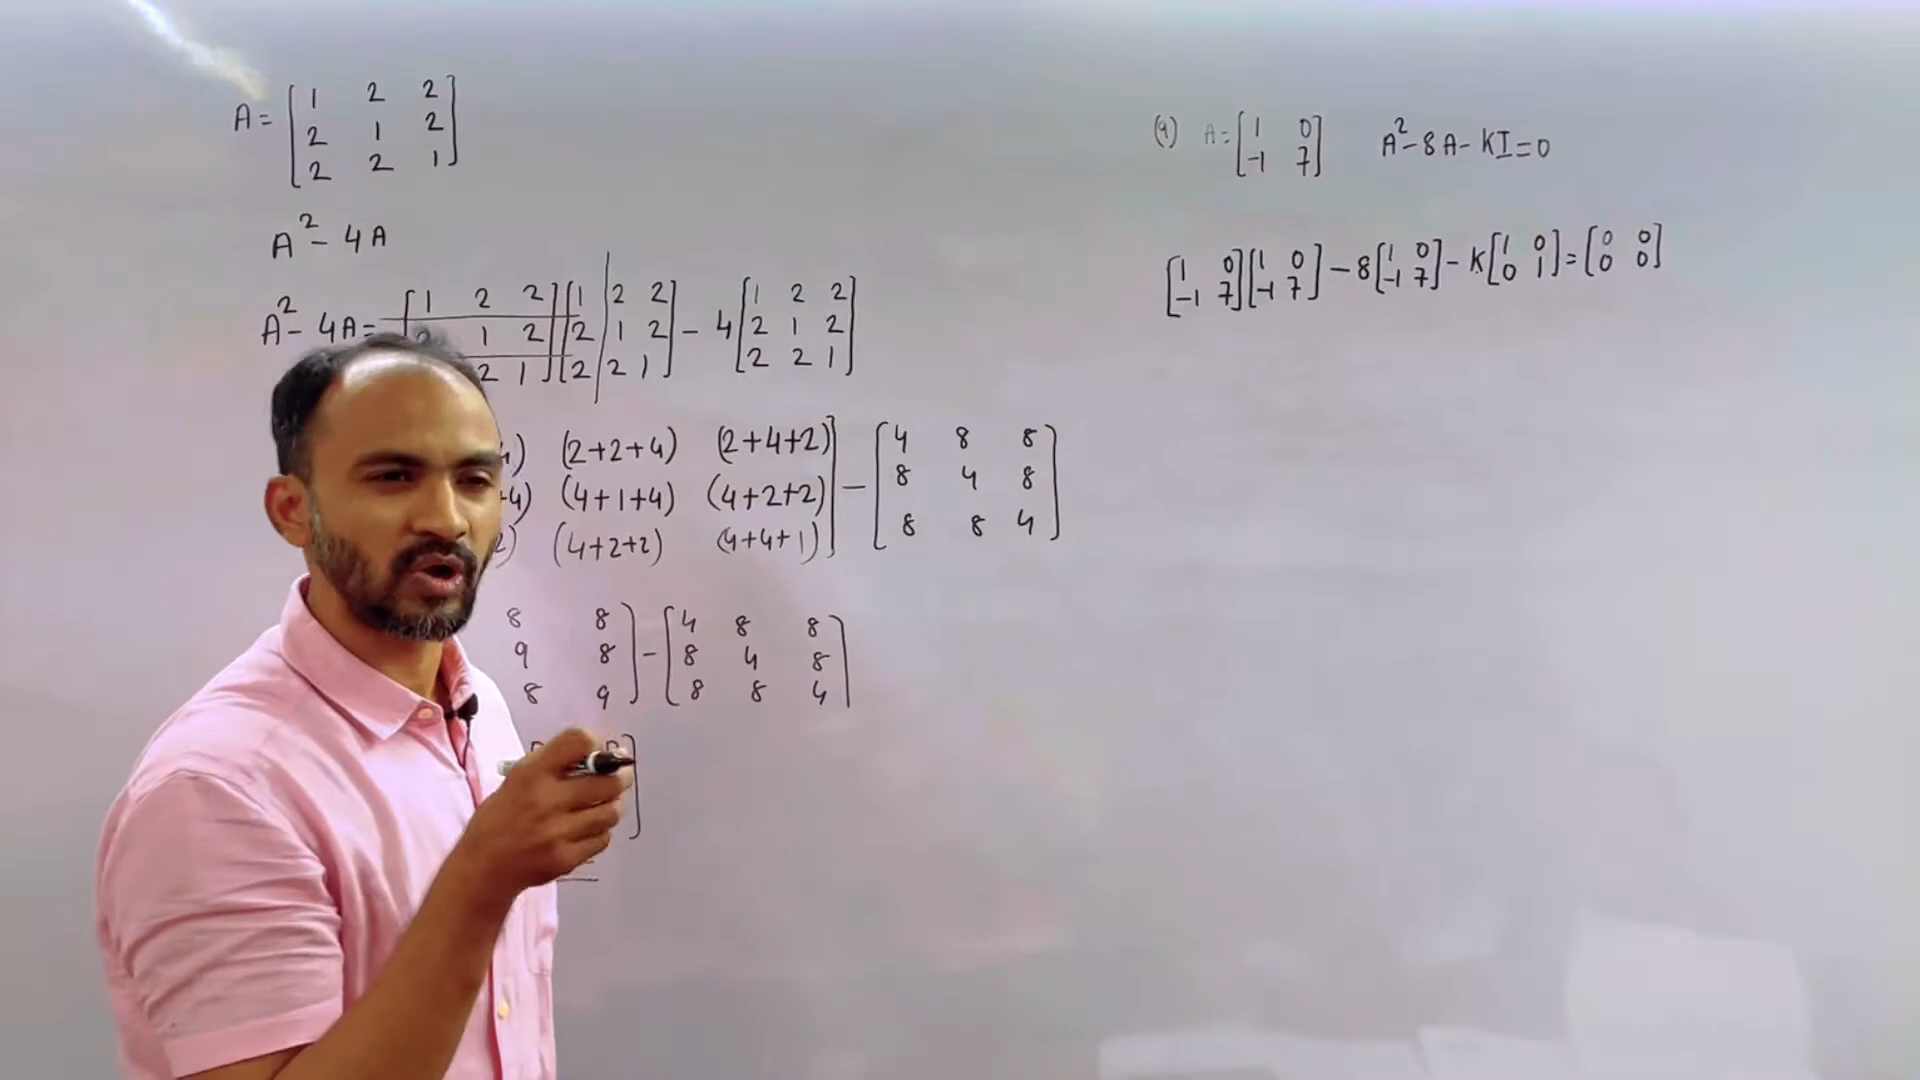 A = [1 2 2
2 1 2
2 2 1]
A² - 4A
A² - 4A = [1 2 2 [1 2 2 - 4 [1 2 2
1 2] 2 1 2 2 1 2
2 1] 2 2 1] 2 2 1]
) (2+2+4) (2+4+2) - [4 8 8
+4) (4+1+4) (4+2+2) 8 4 8
2) (4+2+2) (4+4+1)] 8 8 4]
8 8 - [4 8 8
9 8 8 4 8
8 9] 8 8 4]
(9) A = [1 0 A² - 8A - KI = 0
-1 7]
[1 0 [1 0 - 8 [1 0 - K [1 0 = [0 0
-1 7] -1 7] -1 7] 0 1] 0 0]